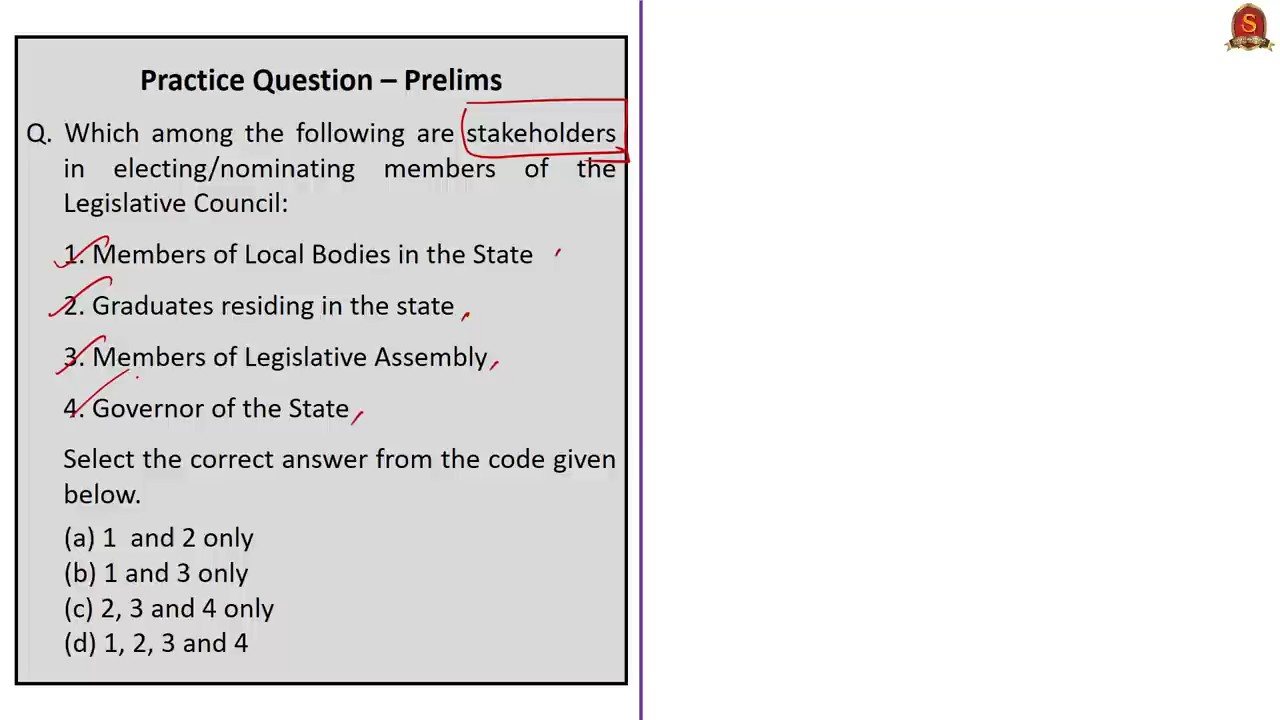 Practice Question – Prelims
Q. Which among the following are stakeholders
in electing/nominating members of the
Legislative Council:
1. Members of Local Bodies in the State
2. Graduates residing in the state
3. Members of Legislative Assembly
4. Governor of the State
Select the correct answer from the code given
below.
(a) 1 and 2 only
(b) 1 and 3 only
(c) 2, 3 and 4 only
(d) 1, 2, 3 and 4
S